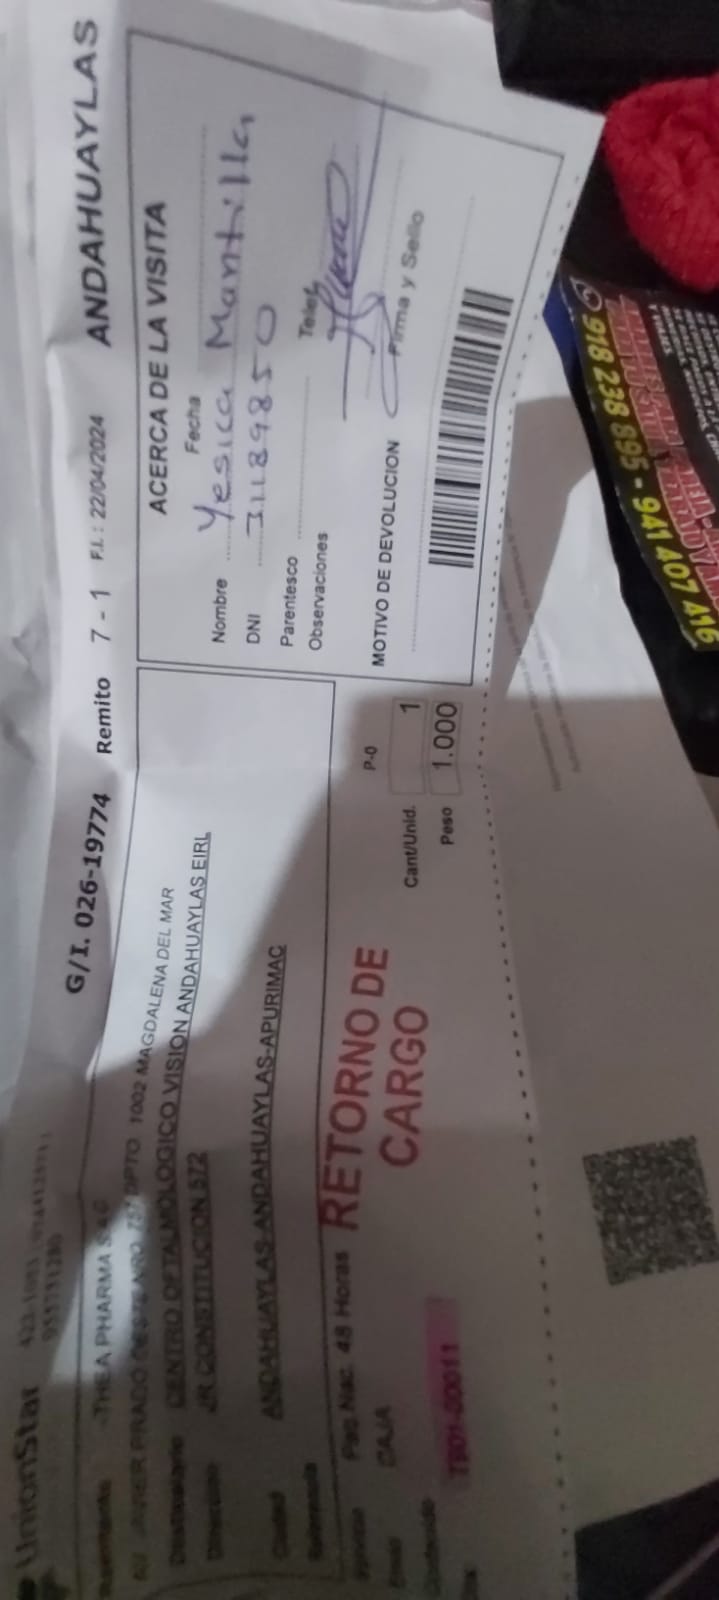 UnionStar
G/I. 026-19774 Remito 7 - 1 F.I.: 22/04/2024 ANDAHUAYLAS
THEA PHARMA
1002 MAGDALENA DEL MAR
Destinatario CENTRO OFTALMOLOGICO VISION ANDAHUAYLAS EIRL
Dirección JR CONSTITUCION 572
Ciudad ANDAHUAYLAS-ANDAHUAYLAS-APURIMAC
Paq.Nac. 48 Horas
CAJA
RETORNO DE
CARGO
P-0
Cant/Unid. 1
Peso 1.000
ACERCA DE LA VISITA
Fecha
Nombre Yesica Mantilla
DNI 31189850
Parentesco Telef.
Observaciones
Firma y Sello
MOTIVO DE DEVOLUCION
918 238 895 - 941 407 416